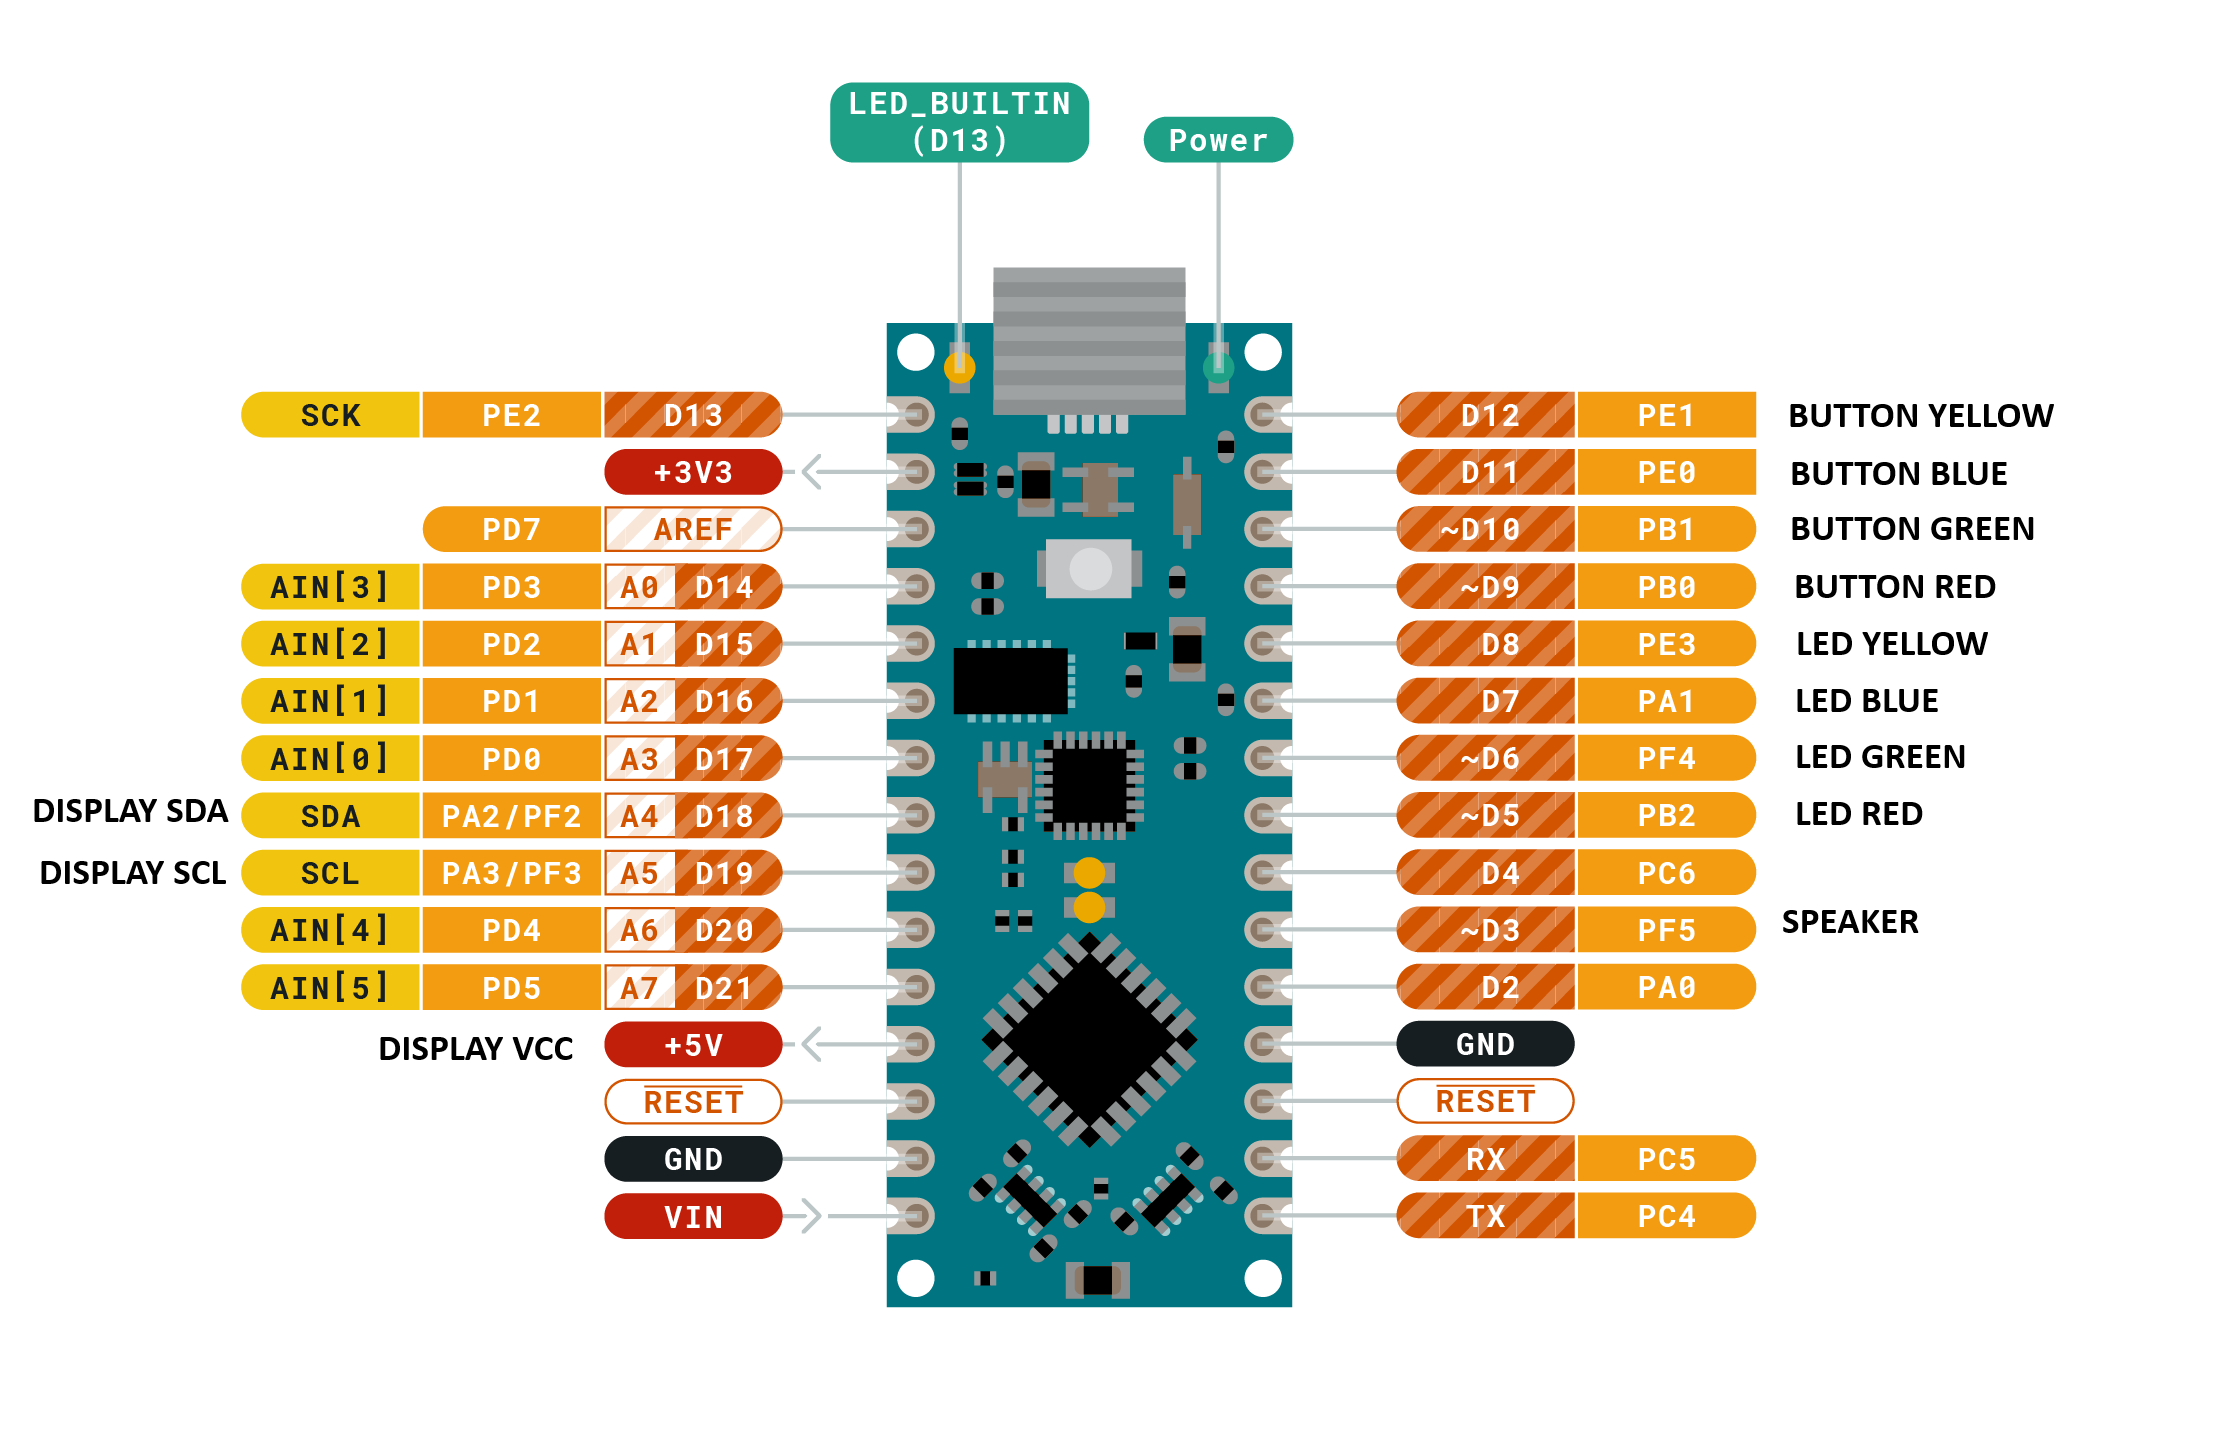 LED_BUILTIN
(D13)
Power
SCK PE2 D13
+3V3
PD7 AREF
AIN[3] PD3 A0 D14
AIN[2] PD2 A1 D15
AIN[1] PD1 A2 D16
AIN[0] PD0 A3 D17
DISPLAY SDA SDA PA2/PF2 A4 D18
DISPLAY SCL SCL PA3/PF3 A5 D19
AIN[4] PD4 A6 D20
AIN[5] PD5 A7 D21
DISPLAY VCC +5V
RESET
GND
VIN
D12 PE1 BUTTON YELLOW
D11 PE0 BUTTON BLUE
~D10 PB1 BUTTON GREEN
~D9 PB0 BUTTON RED
D8 PE3 LED YELLOW
D7 PA1 LED BLUE
~D6 PF4 LED GREEN
~D5 PB2 LED RED
D4 PC6
~D3 PF5 SPEAKER
D2 PA0
GND
RESET
RX PC5
TX PC4